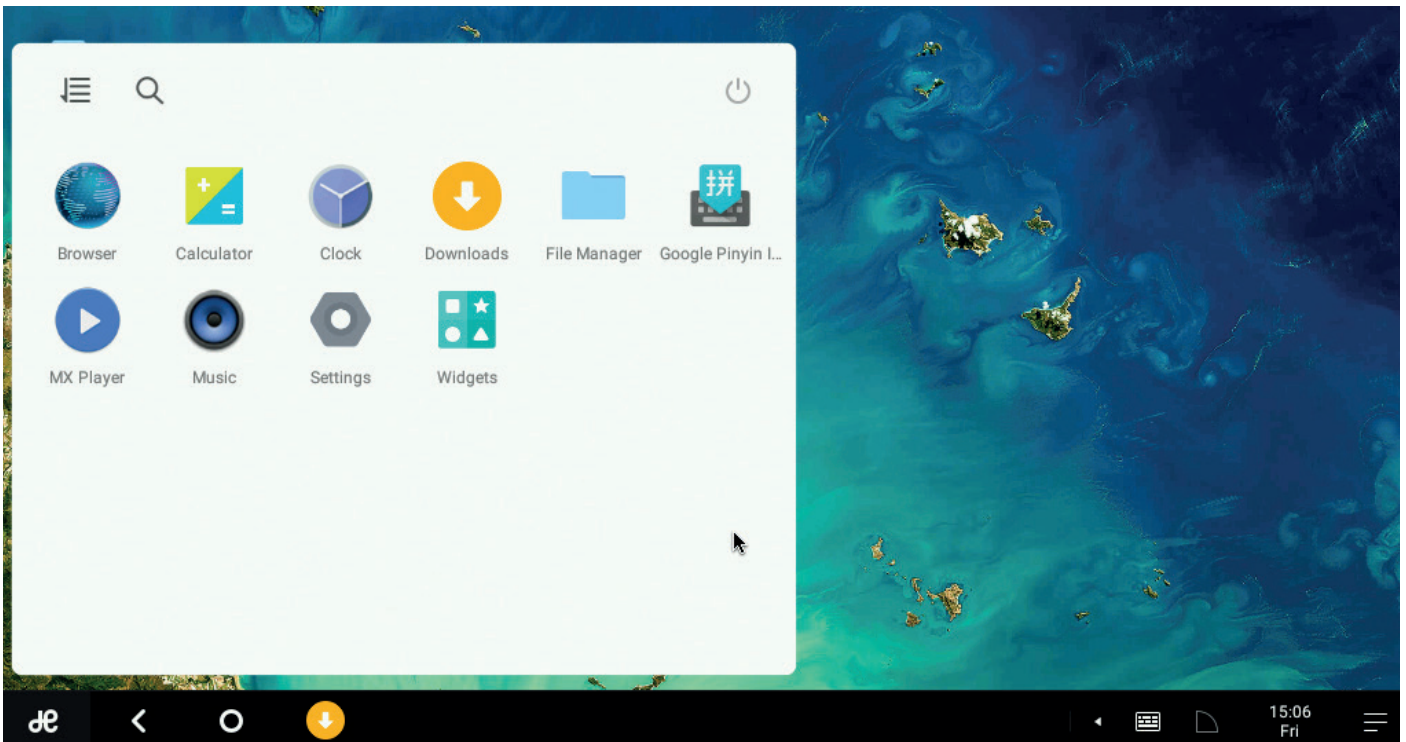 Browser
Calculator
Clock
Downloads
File Manager
拼
Google Pinyin I...
MX Player
Music
Settings
Widgets
15:06
Fri